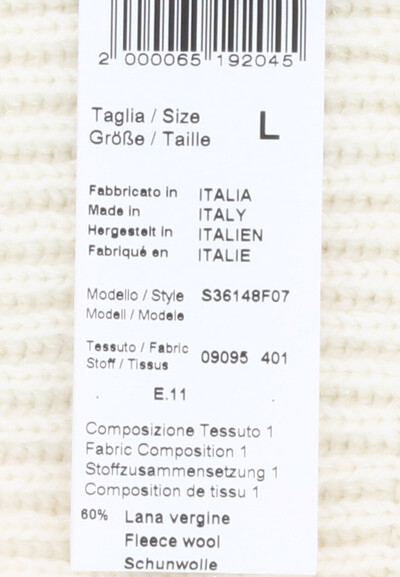 2 000065 192045
Taglia / Size
Größe / Taille L
Fabbricato in ITALIA
Made in ITALY
Hergestelt in ITALIEN
Fabriqué en ITALIE
Modello / Style S36148F07
Modell / Modele
Tessuto / Fabric
Stoff / Tissus 09095 401
E.11
Composizione Tessuto 1
Fabric Composition 1
Stoffzusammensetzung 1
Composition de tissu 1
60% Lana vergine
Fleece wool
Schunwolle